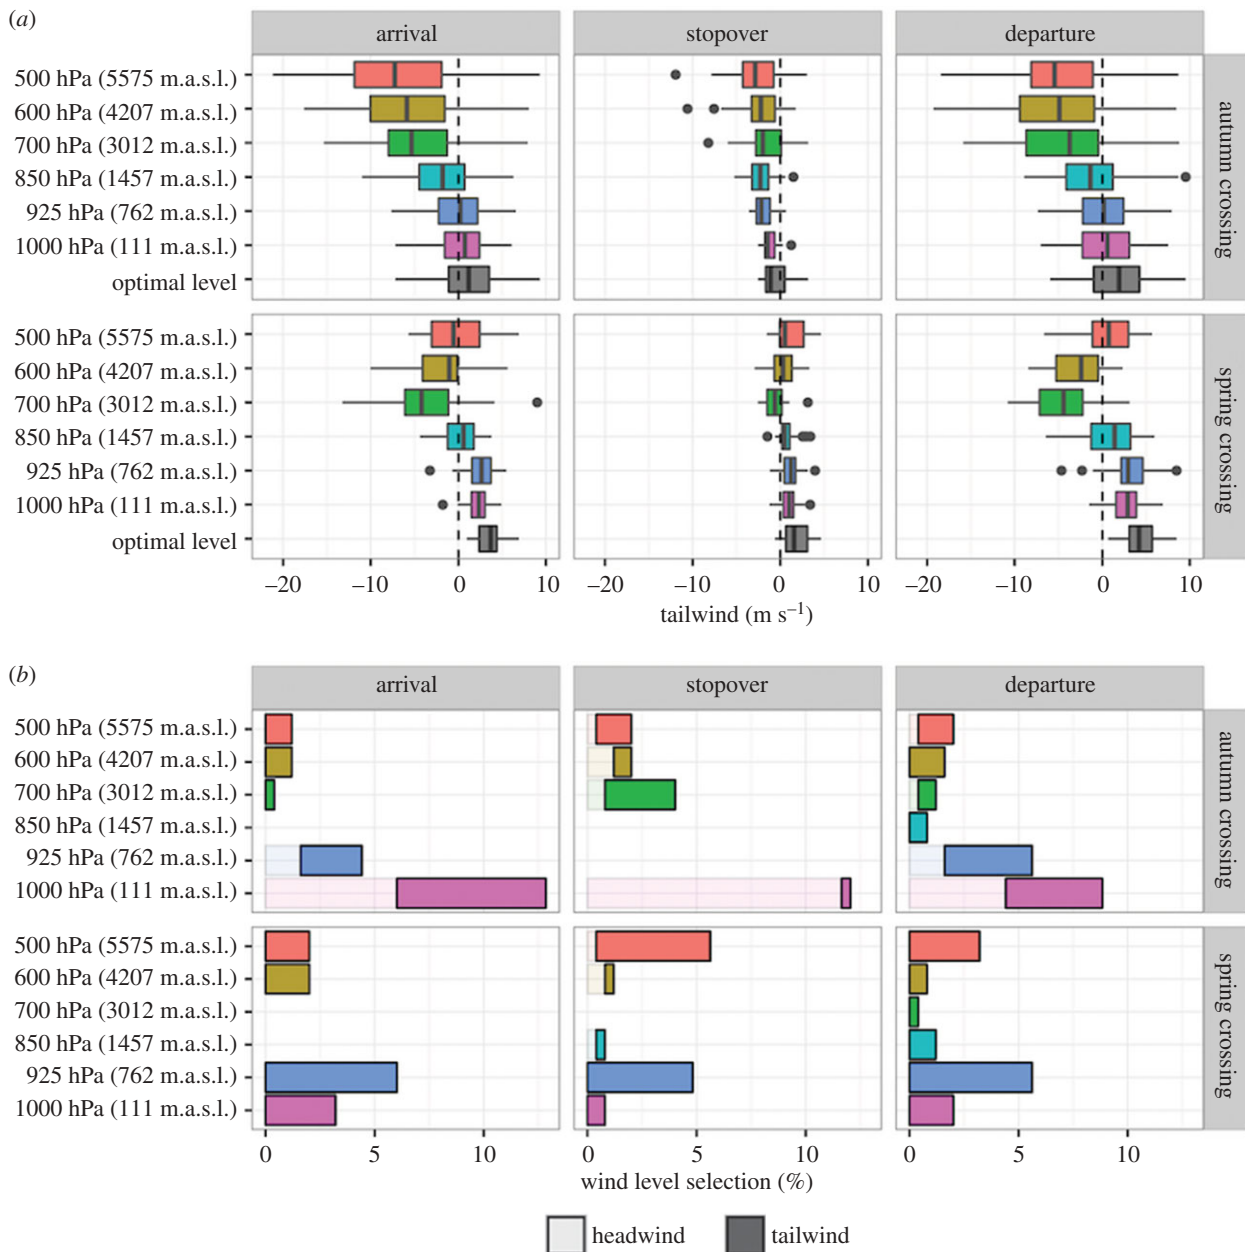 (a)
arrival stopover departure
500 hPa (5575 m.a.s.l.)
600 hPa (4207 m.a.s.l.)
700 hPa (3012 m.a.s.l.)
850 hPa (1457 m.a.s.l.)
925 hPa (762 m.a.s.l.)
1000 hPa (111 m.a.s.l.)
optimal level
autumn crossing
500 hPa (5575 m.a.s.l.)
600 hPa (4207 m.a.s.l.)
700 hPa (3012 m.a.s.l.)
850 hPa (1457 m.a.s.l.)
925 hPa (762 m.a.s.l.)
1000 hPa (111 m.a.s.l.)
optimal level
spring crossing
–20 –10 0 10 –20 –10 0 10 –20 –10 0 10
tailwind (m s–1)
(b)
arrival stopover departure
500 hPa (5575 m.a.s.l.)
600 hPa (4207 m.a.s.l.)
700 hPa (3012 m.a.s.l.)
850 hPa (1457 m.a.s.l.)
925 hPa (762 m.a.s.l.)
1000 hPa (111 m.a.s.l.)
autumn crossing
500 hPa (5575 m.a.s.l.)
600 hPa (4207 m.a.s.l.)
700 hPa (3012 m.a.s.l.)
850 hPa (1457 m.a.s.l.)
925 hPa (762 m.a.s.l.)
1000 hPa (111 m.a.s.l.)
spring crossing
0 5 10 0 5 10 0 5 10
wind level selection (%)
headwind tailwind